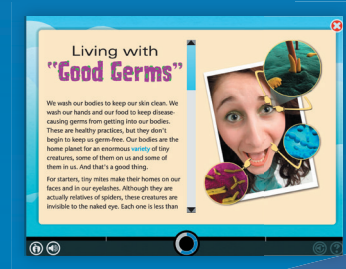 Living with
"Good Germs"
We wash our bodies to keep our skin clean. We
wash our hands and our food to keep disease-
causing germs from getting into our bodies.
These are healthy practices, but they don't
begin to keep us germ-free. Our bodies are the
home planet for an enormous variety of tiny
creatures, some of them on us and some of
them in us. And that's a good thing.
For starters, tiny mites make their homes on our
faces and in our eyelashes. Although they are
actually relatives of spiders, these creatures are
invisible to the naked eye. Each one is less than